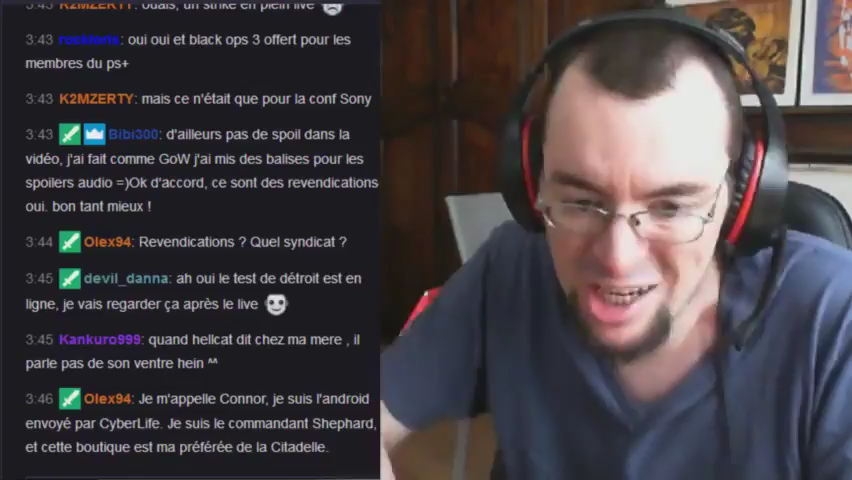 3:43 K2MZERTY: ouais, un strike en plein live
3:43 : oui oui et black ops 3 offert pour les
membres du ps+
3:43 K2MZERTY: mais ce n'était que pour la conf Sony
3:43 Bibi300: d'ailleurs pas de spoil dans la
vidéo, j'ai fait comme GoW j'ai mis des balises pour les
spoilers audio =)Ok d'accord, ce sont des revendications
oui. bon tant mieux !
3:44 Olex94: Revendications ? Quel syndicat ?
3:45 devil_danna: ah oui le test de détroit est en
ligne, je vais regarder ça après le live
3:45 Kankuro999: quand hellcat dit chez ma mere , il
parle pas de son ventre hein ^^
3:46 Olex94: Je m'appelle Connor, je suis l'android
envoyé par CyberLife. Je suis le commandant Shephard,
et cette boutique est ma préférée de la Citadelle.